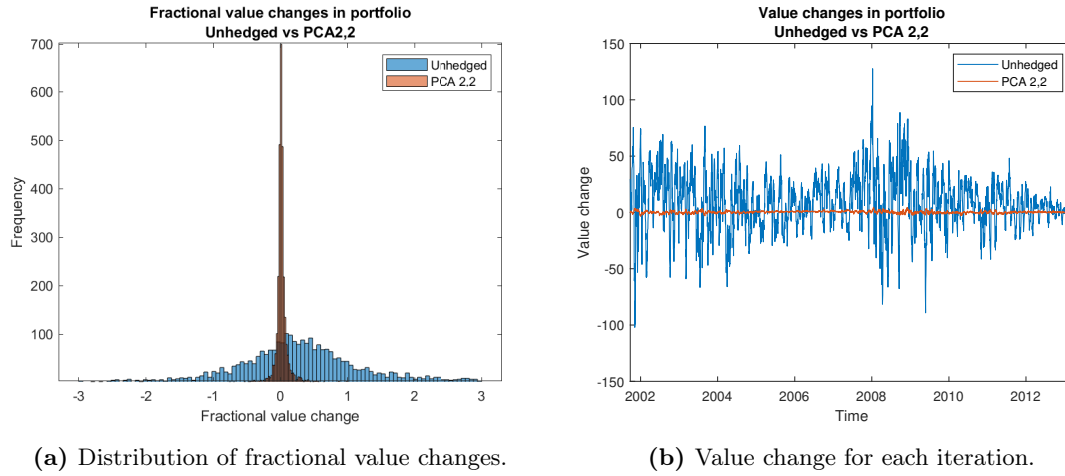 Fractional value changes in portfolio
Unhedged vs PCA2,2
700
600
500
400
300
200
100
Frequency
-3 -2 -1 0 1 2 3
Fractional value change
Unhedged
PCA 2,2
(a) Distribution of fractional value changes.
Value changes in portfolio
Unhedged vs PCA 2,2
150
100
50
0
-50
-100
-150
Value change
2002 2004 2006 2008 2010 2012
Time
Unhedged
PCA 2,2
(b) Value change for each iteration.